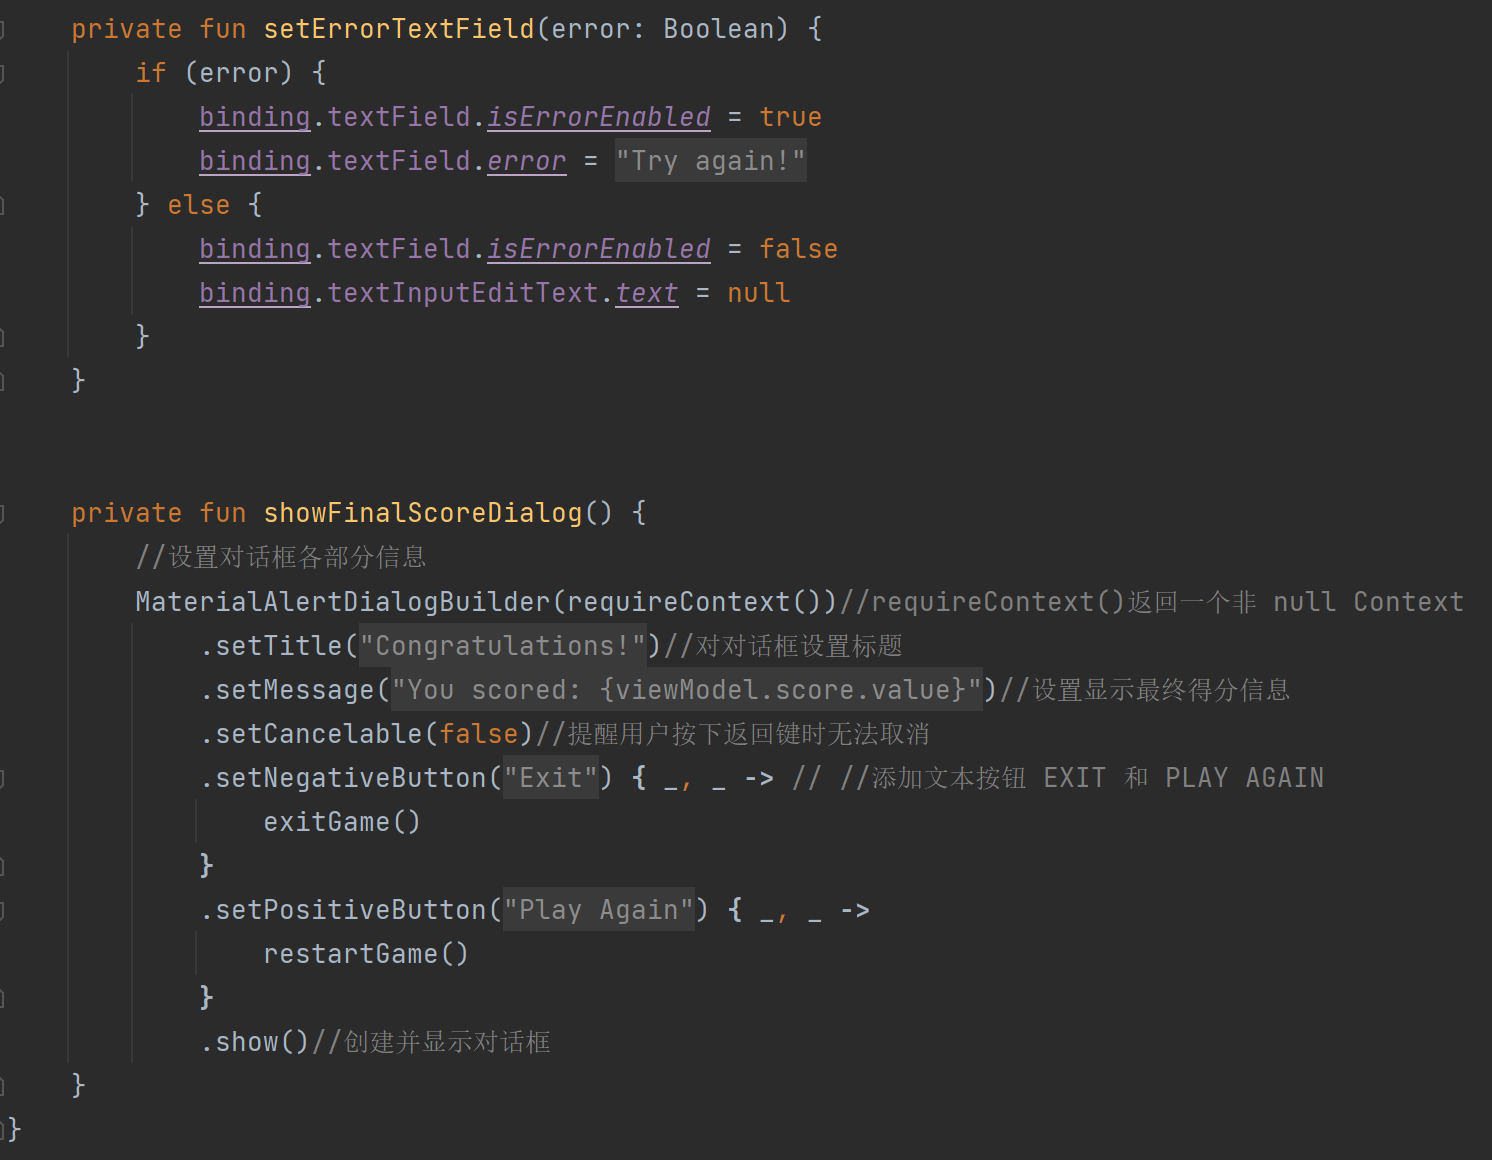 private fun setErrorTextField(error: Boolean) {
if (error) {
binding.textField.isErrorEnabled = true
binding.textField.error = "Try again!"
} else {
binding.textField.isErrorEnabled = false
binding.textInputEditText.text = null
}
}
private fun showFinalScoreDialog() {
//设置对话框各部分信息
MaterialAlertDialogBuilder(requireContext())//requireContext()返回一个非 null Context
.setTitle("Congratulations!")//对对话框设置标题
.setMessage("You scored: {viewModel.score.value}")//设置显示最终得分信息
.setCancelable(false)//提醒用户按下返回键时无法取消
.setNegativeButton("Exit") { _, _ -> // //添加文本按钮 EXIT 和 PLAY AGAIN
exitGame()
}
.setPositiveButton("Play Again") { _, _ ->
restartGame()
}
.show()//创建并显示对话框
}
}